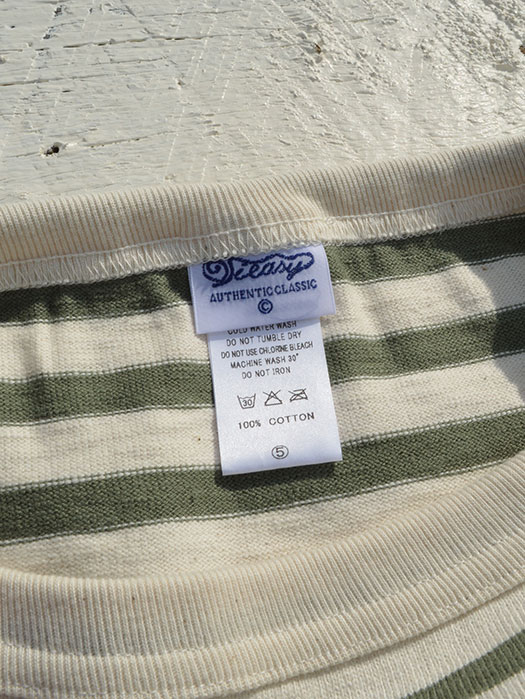 Tieasy
AUTHENTIC CLASSIC
©
COLD WATER WASH
DO NOT TUMBLE DRY
DO NOT USE CHLORINE BLEACH
MACHINE WASH 30°
DO NOT IRON
30
100% COTTON
5